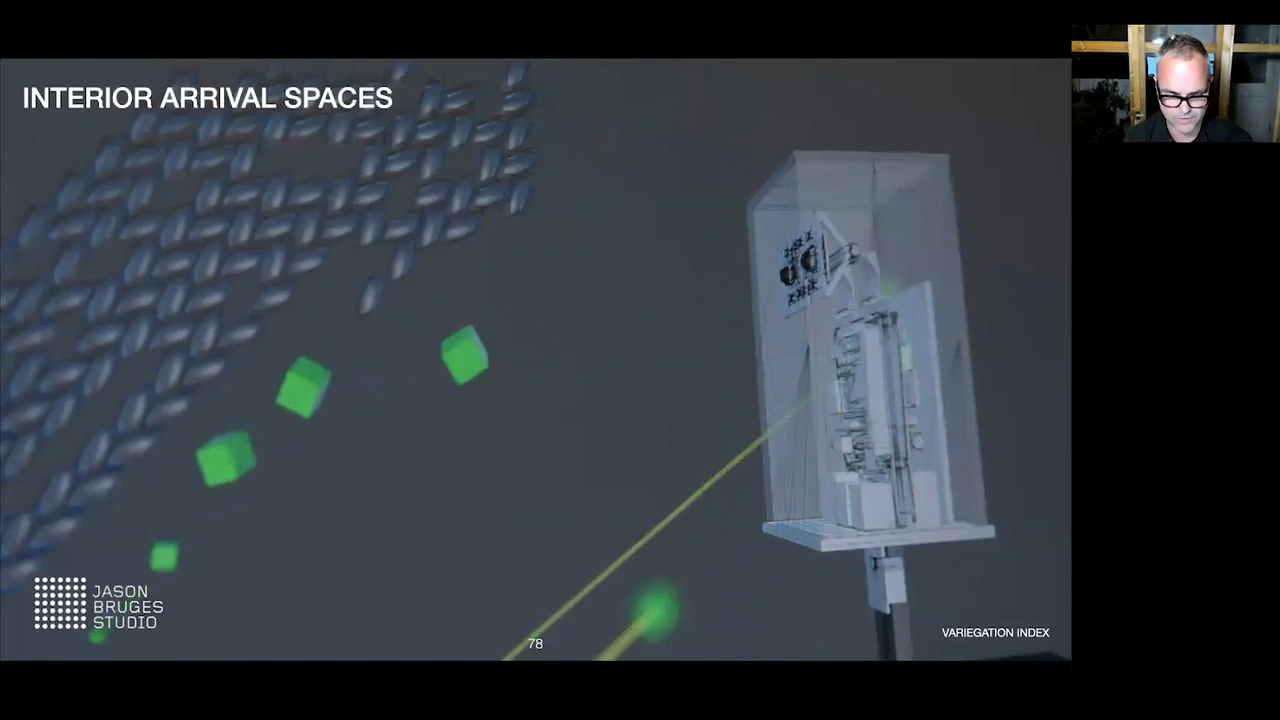 INTERIOR ARRIVAL SPACES
JASON
BRUGES
STUDIO
78
VARIEGATION INDEX